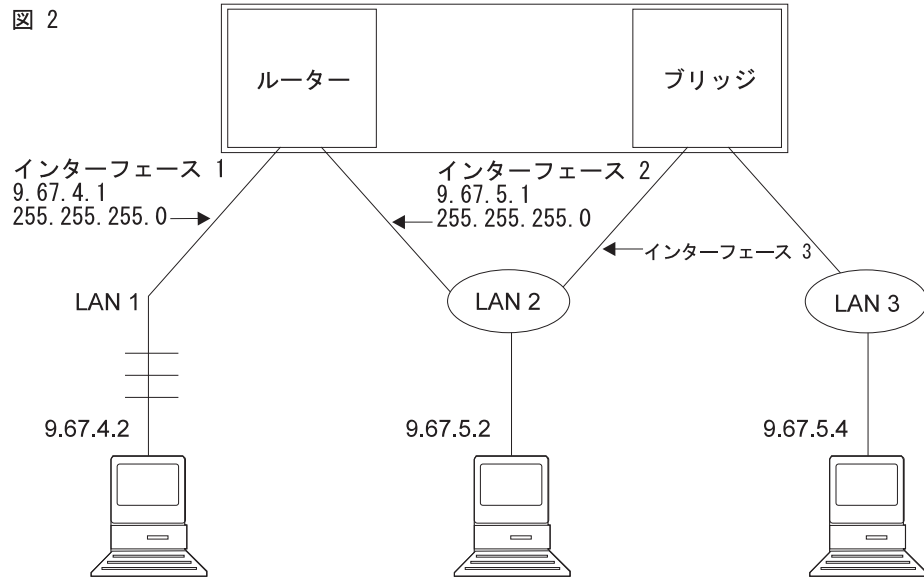 図 2
ルーター
ブリッジ
インターフェース 1
9.67.4.1
255.255.255.0
インターフェース 2
9.67.5.1
255.255.255.0
インターフェース 3
LAN 1
LAN 2
LAN 3
9.67.4.2
9.67.5.2
9.67.5.4